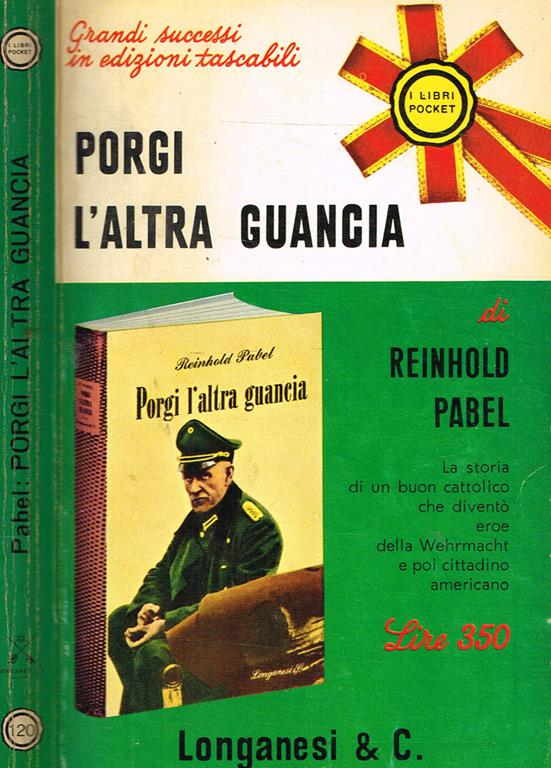 I LIBRI
POCKET
Pabel: PORGI L'ALTRA GUANCIA
120
Grandi successi
in edizioni tascabili
I LIBRI
POCKET
PORGI
L'ALTRA GUANCIA
di
REINHOLD
PABEL
Reinhold Pabel
Porgi l'altra guancia
La storia
di un buon cattolico
che diventò
eroe
della Wehrmacht
e poi cittadino
americano
Lire 350
Longanesi & C.